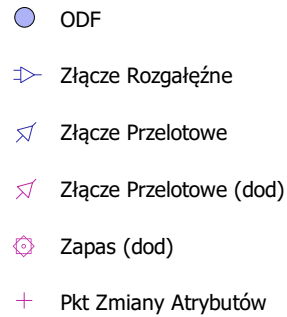 ODF
Złącze Rozgałęźne
Złącze Przelotowe
Złącze Przelotowe (dod)
Zapas (dod)
Pkt Zmiany Atrybutów